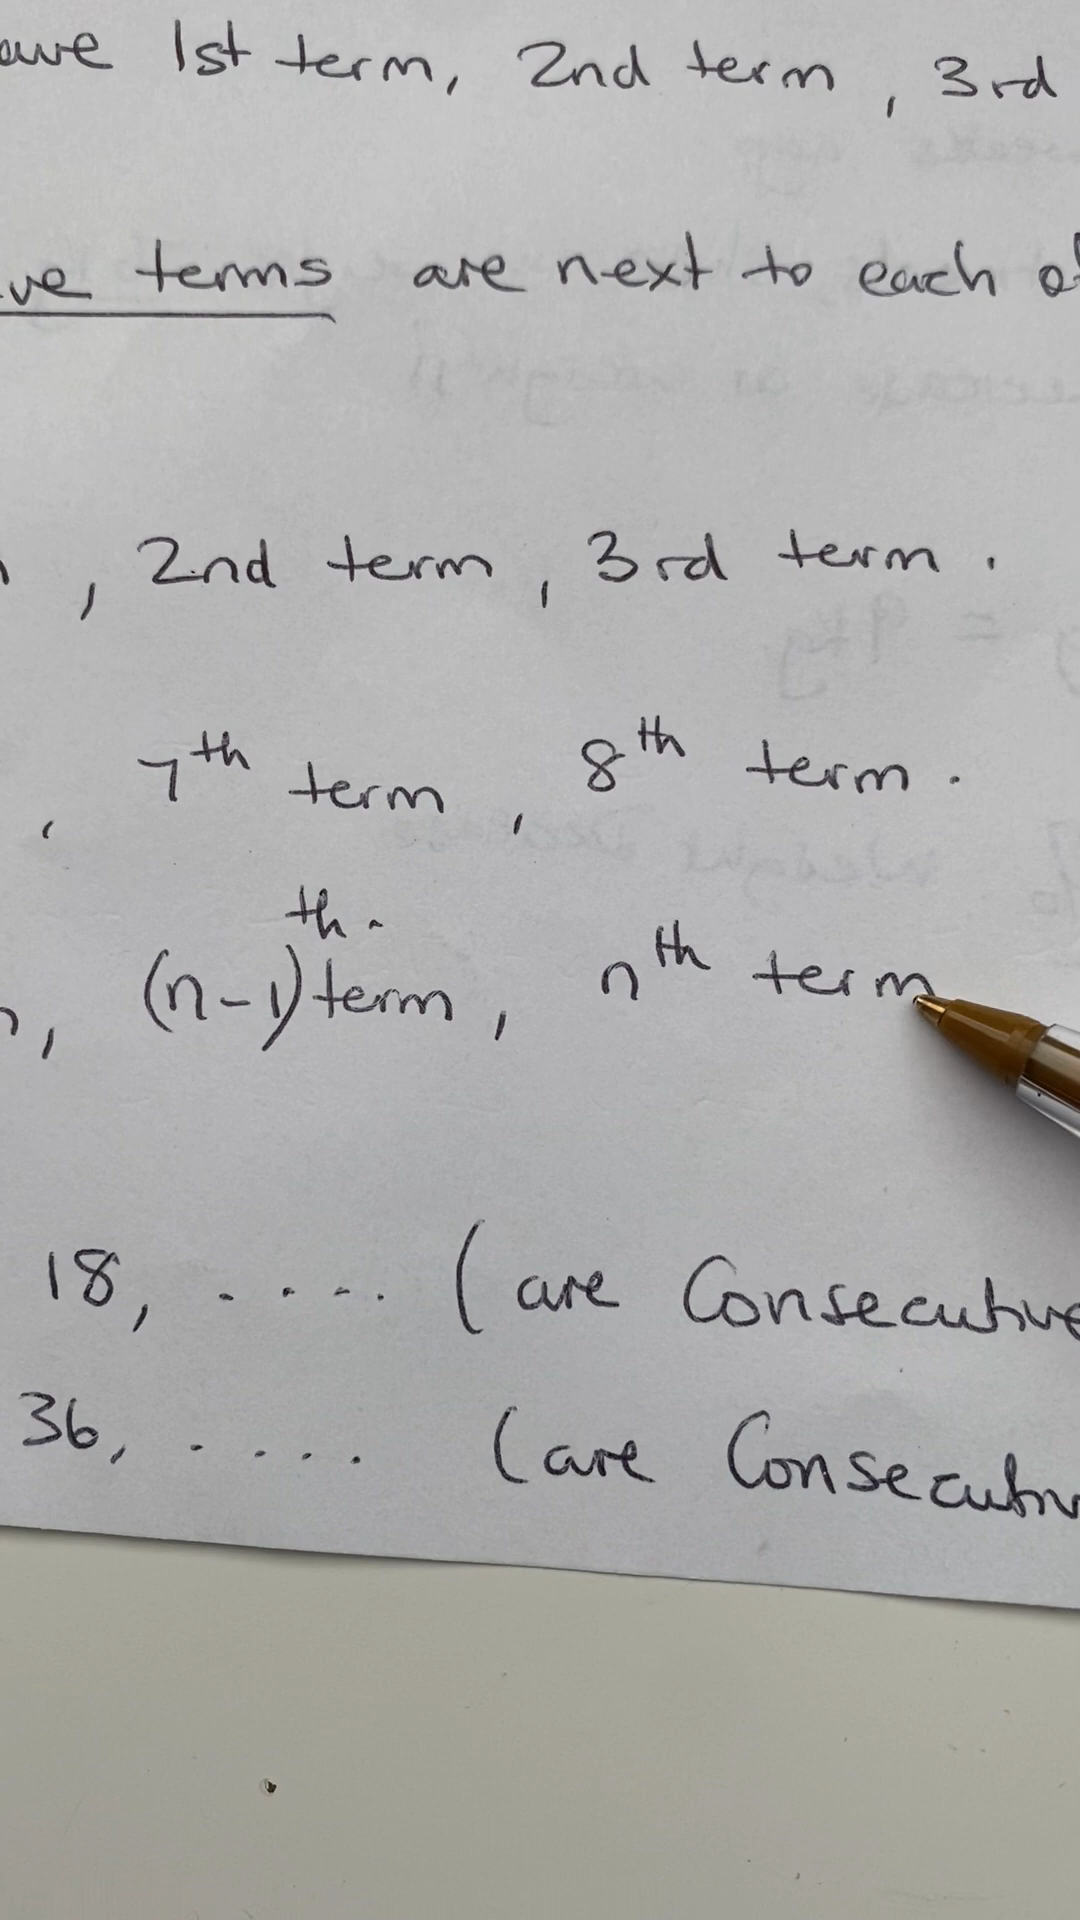 1st term, 2nd term, 3rd
terms are next to each
, 2nd term, 3rd term.
, 7th term, 8th term.
, (n-1)th term, nth term
18, .... (are Consecutive
36, .... (are